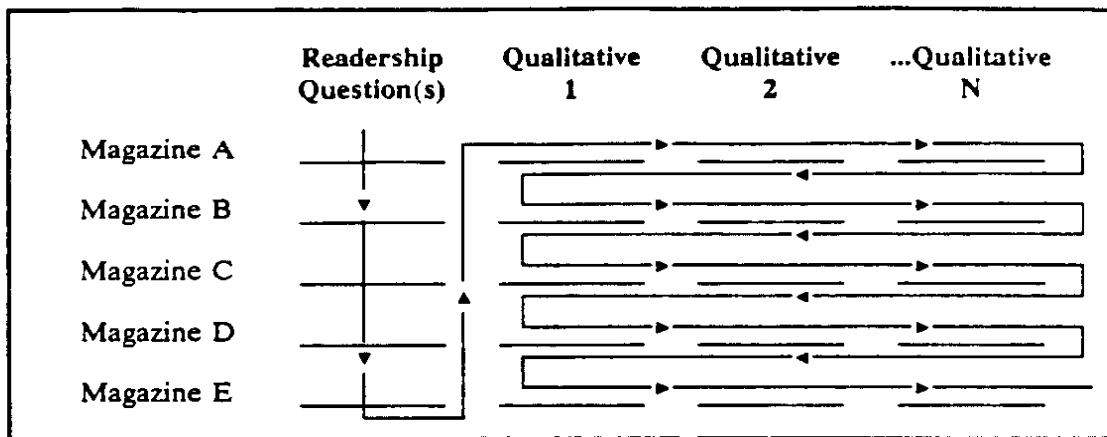 Readership Qualitative Qualitative ...Qualitative
Question(s) 1 2 N
Magazine A
Magazine B
Magazine C
Magazine D
Magazine E